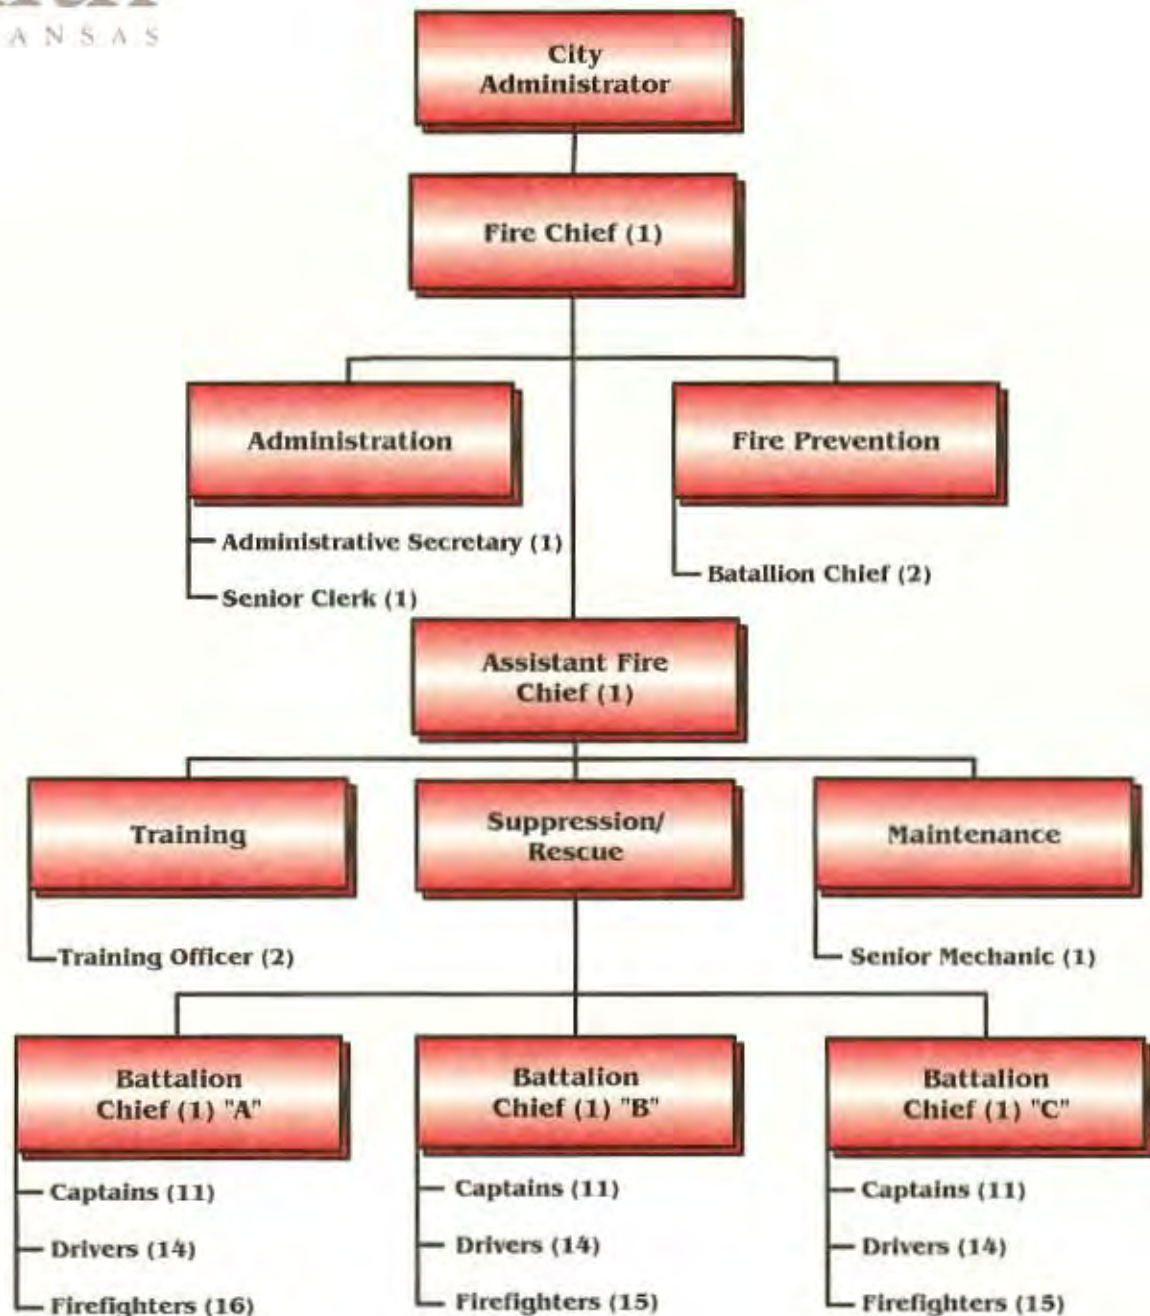 ANSAS
City
Administrator
Fire Chief (1)
Administration
Fire Prevention
Administrative Secretary (1)
Senior Clerk (1)
Batallion Chief (2)
Assistant Fire
Chief (1)
Training
Suppression/
Rescue
Maintenance
Training Officer (2)
Senior Mechanic (1)
Battalion
Chief (1) "A"
Battalion
Chief (1) "B"
Battalion
Chief (1) "C"
Captains (11)
Drivers (14)
Firefighters (16)
Captains (11)
Drivers (14)
Firefighters (15)
Captains (11)
Drivers (14)
Firefighters (15)